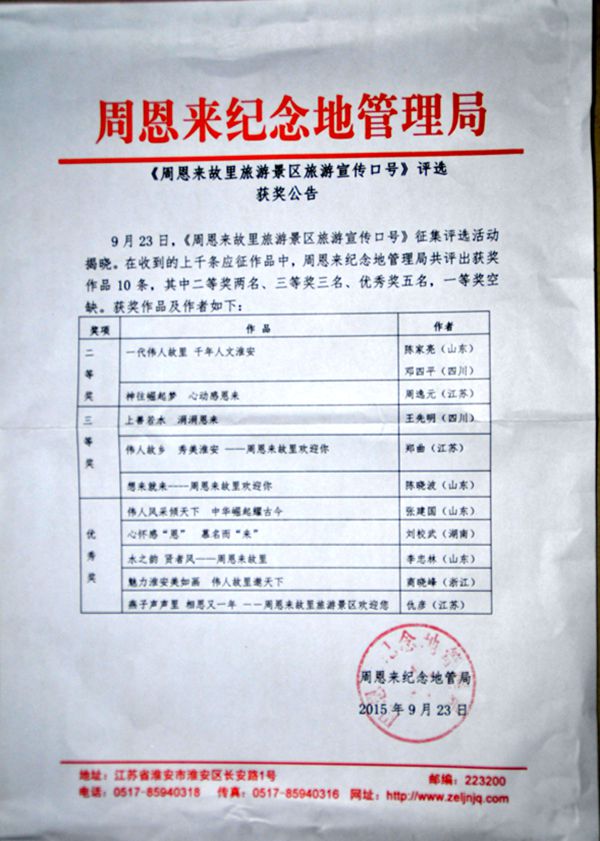 周恩来纪念地管理局
《周恩来故里旅游景区旅游宣传口号》评选
获奖公告
9月23日，《周恩来故里旅游景区旅游宣传口号》征集评选活动
揭晓。在收到的上千条应征作品中，周恩来纪念地管理局共评出获奖
作品10条，其中二等奖两名、三等奖三名、优秀奖五名，一等奖空
缺。获奖作品及作者如下：
奖项 作品 作者
二等奖 一代伟人故里 千年人文淮安 陈家亮（山东）
邓四平（四川）
神往崛起梦 心动感恩来 周逸元（江苏）
三等奖 上善若水 涓涓恩来 王先明（四川）
伟人故乡 秀美淮安 ——周恩来故里欢迎你 郑曲（江苏）
想来就来——周恩来故里欢迎你 陈晓波（山东）
优秀奖 伟人风采倾天下 中华崛起耀古今 张建国（山东）
心怀感“恩” 慕名而“来” 刘校武（湖南）
水之韵 贤者风——周恩来故里 李志林（山东）
魅力淮安美如画 伟人故里邀天下 商晓峰（浙江）
燕子声声里 相思又一年 ——周恩来故里旅游景区欢迎您 仇彦（江苏）
周恩来纪念地管局
2015年9月23日
地址：江苏省淮安市淮安区长安路1号 邮编：223200
电话：0517-85940318 传真：0517-85940316 网址：http://www.zeljnjq.com